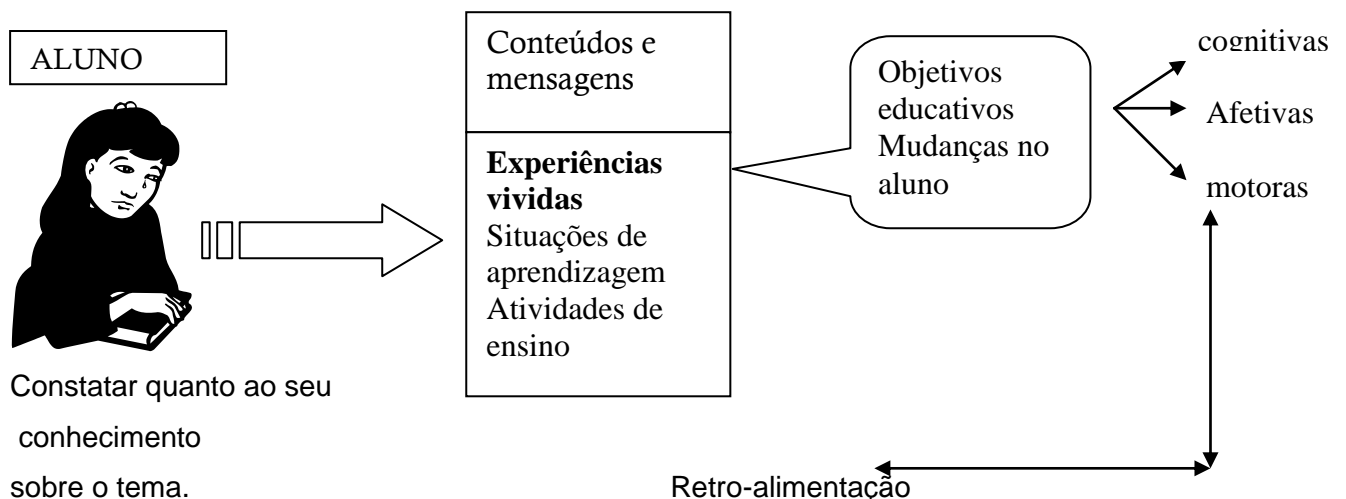 ALUNO
Constatar quanto ao seu
conhecimento
sobre o tema.
Conteúdos e
mensagens
Experiências
vividas
Situações de
aprendizagem
Atividades de
ensino
Objetivos
educativos
Mudanças no
aluno
cognitivas
Afetivas
motoras
Retro-alimentação